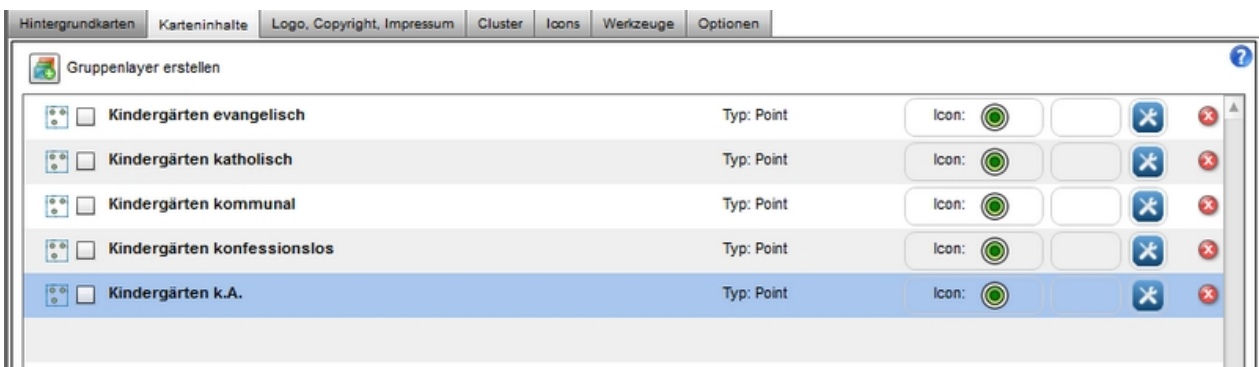 Hintergrundkarten Karteninhalte Logo, Copyright, Impressum Cluster Icons Werkzeuge Optionen
?
Gruppenlayer erstellen
Kindergärten evangelisch Typ: Point Icon:
Kindergärten katholisch Typ: Point Icon:
Kindergärten kommunal Typ: Point Icon:
Kindergärten konfessionslos Typ: Point Icon:
Kindergärten k.A. Typ: Point Icon: